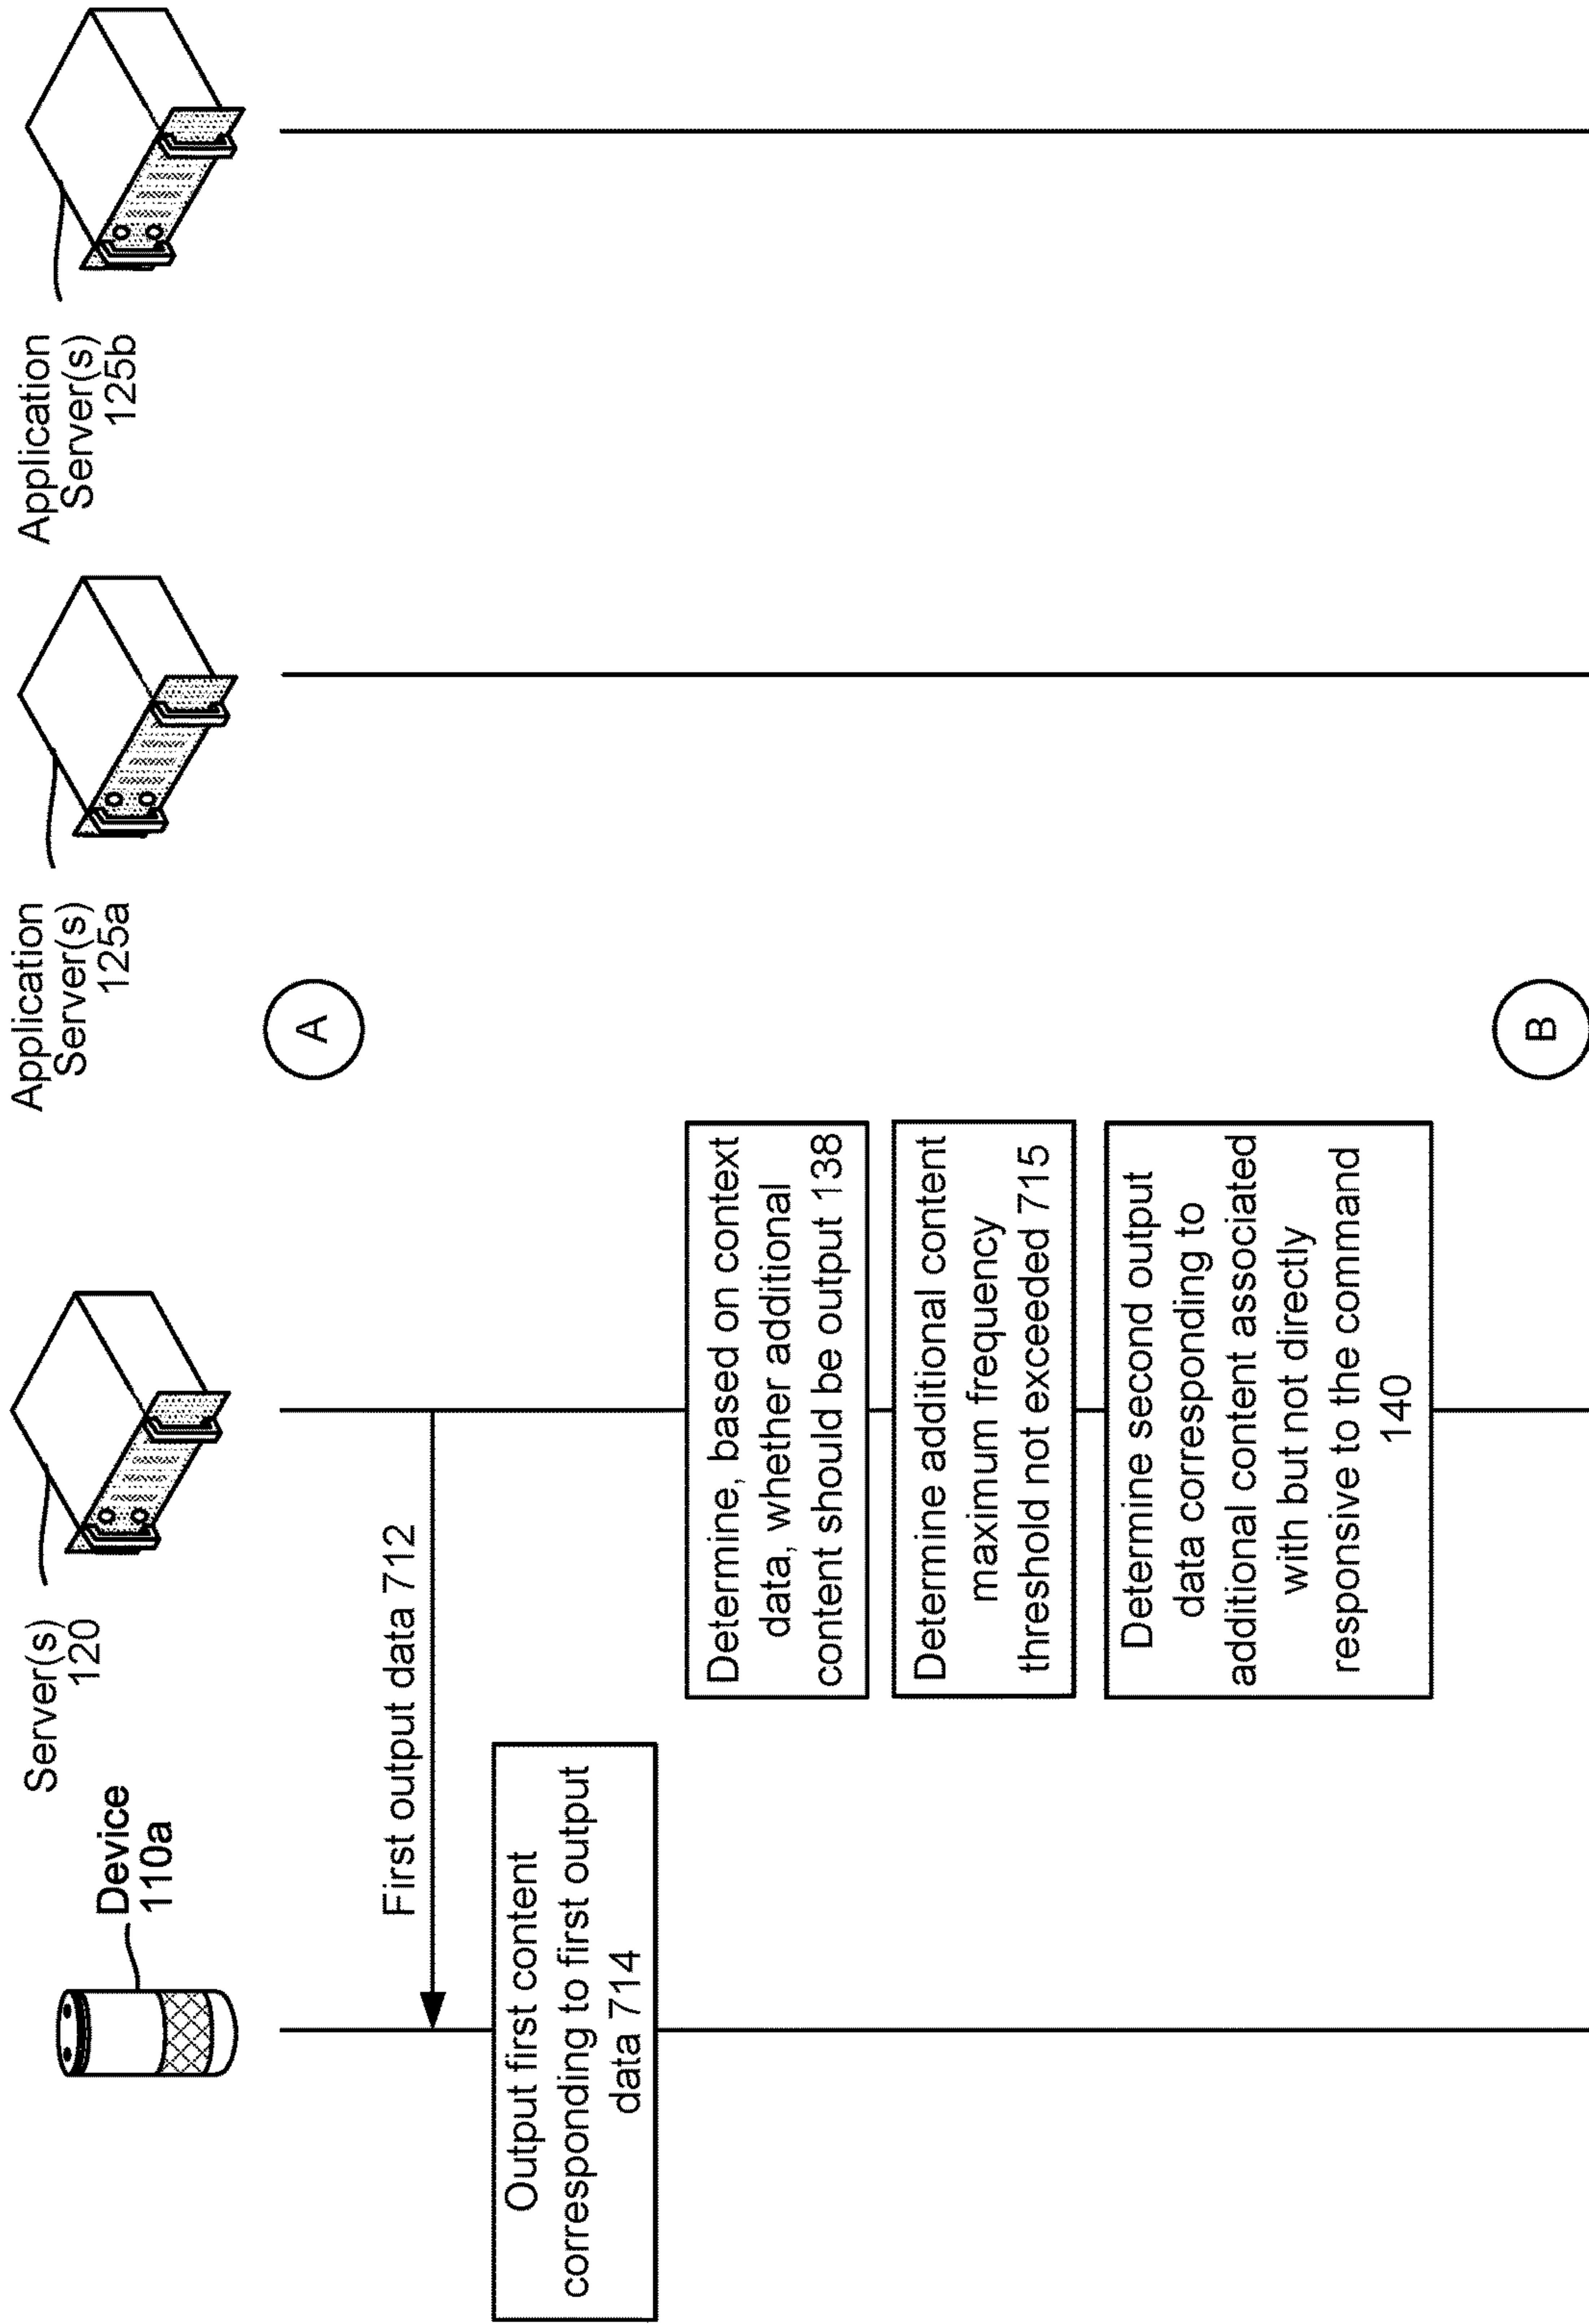 Device
110a
Server(s)
120
Application
Server(s)
125a
Application
Server(s)
125b
A
First output data 712
Output first content
corresponding to first output
data 714
Determine, based on context
data, whether additional
content should be output 138
Determine additional content
maximum frequency
threshold not exceeded 715
Determine second output
data corresponding to
additional content associated
with but not directly
responsive to the command
140
B